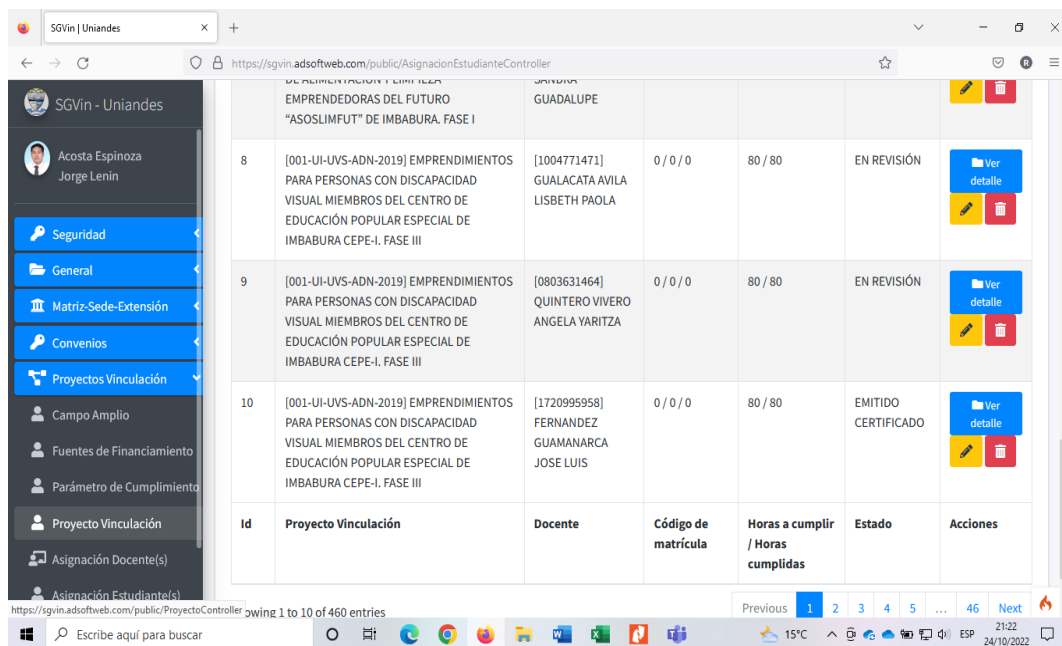 SGVin | Uniandes
https://sgvin.adsoftweb.com/public/AsignacionEstudianteController
SGVin - Uniandes
Acosta Espinoza
Jorge Lenin
Seguridad
General
Matriz-Sede-Extensión
Convenios
Proyectos Vinculación
Campo Amplio
Fuentes de Financiamiento
Parámetro de Cumplimiento
Proyecto Vinculación
Asignación Docente(s)
Asignación Estudiante(s)
DE ALIMENTACIÓN Y LIMPIEZA SANDRA
EMPRENDEDORAS DEL FUTURO GUADALUPE
“ASOSLIMFUT” DE IMBABURA. FASE I
8 [001-UI-UVS-ADN-2019] EMPRENDIMIENTOS [1004771471] 0 / 0 / 0 80 / 80 EN REVISIÓN Ver
PARA PERSONAS CON DISCAPACIDAD GUALACATA AVILA detalle
VISUAL MIEMBROS DEL CENTRO DE LISBETH PAOLA
EDUCACIÓN POPULAR ESPECIAL DE
IMBABURA CEPE-I. FASE III
9 [001-UI-UVS-ADN-2019] EMPRENDIMIENTOS [0803631464] 0 / 0 / 0 80 / 80 EN REVISIÓN Ver
PARA PERSONAS CON DISCAPACIDAD QUINTERO VIVERO detalle
VISUAL MIEMBROS DEL CENTRO DE ANGELA YARITZA
EDUCACIÓN POPULAR ESPECIAL DE
IMBABURA CEPE-I. FASE III
10 [001-UI-UVS-ADN-2019] EMPRENDIMIENTOS [1720995958] 0 / 0 / 0 80 / 80 EMITIDO Ver
PARA PERSONAS CON DISCAPACIDAD FERNANDEZ CERTIFICADO detalle
VISUAL MIEMBROS DEL CENTRO DE GUAMANARCA
EDUCACIÓN POPULAR ESPECIAL DE JOSE LUIS
IMBABURA CEPE-I. FASE III
Id Proyecto Vinculación Docente Código de Horas a cumplir Estado Acciones
matrícula / Horas
cumplidas
https://sgvin.adsoftweb.com/public/ProyectoController owing 1 to 10 of 460 entries
Previous 1 2 3 4 5 … 46 Next
Escribe aquí para buscar
15°C ESP 21:22
24/10/2022